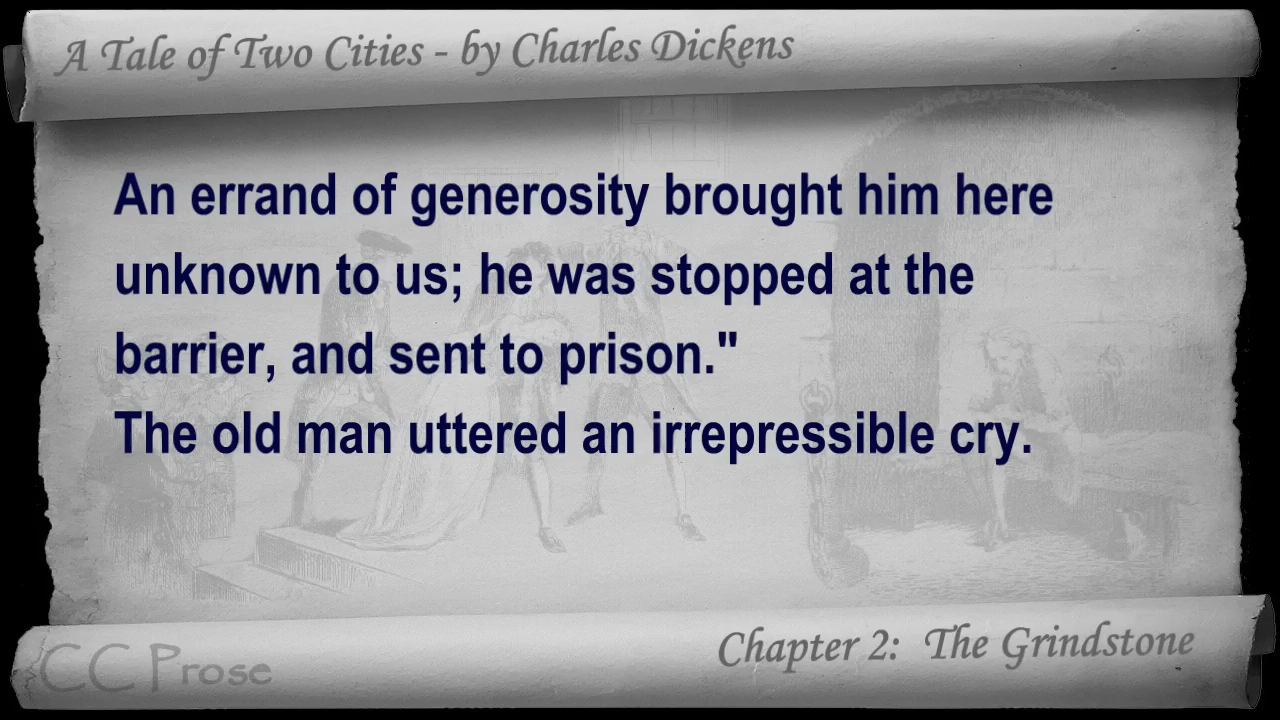 A Tale of Two Cities - by Charles Dickens
An errand of generosity brought him here
unknown to us; he was stopped at the
barrier, and sent to prison."
The old man uttered an irrepressible cry.
CC Prose
Chapter 2: The Grindstone